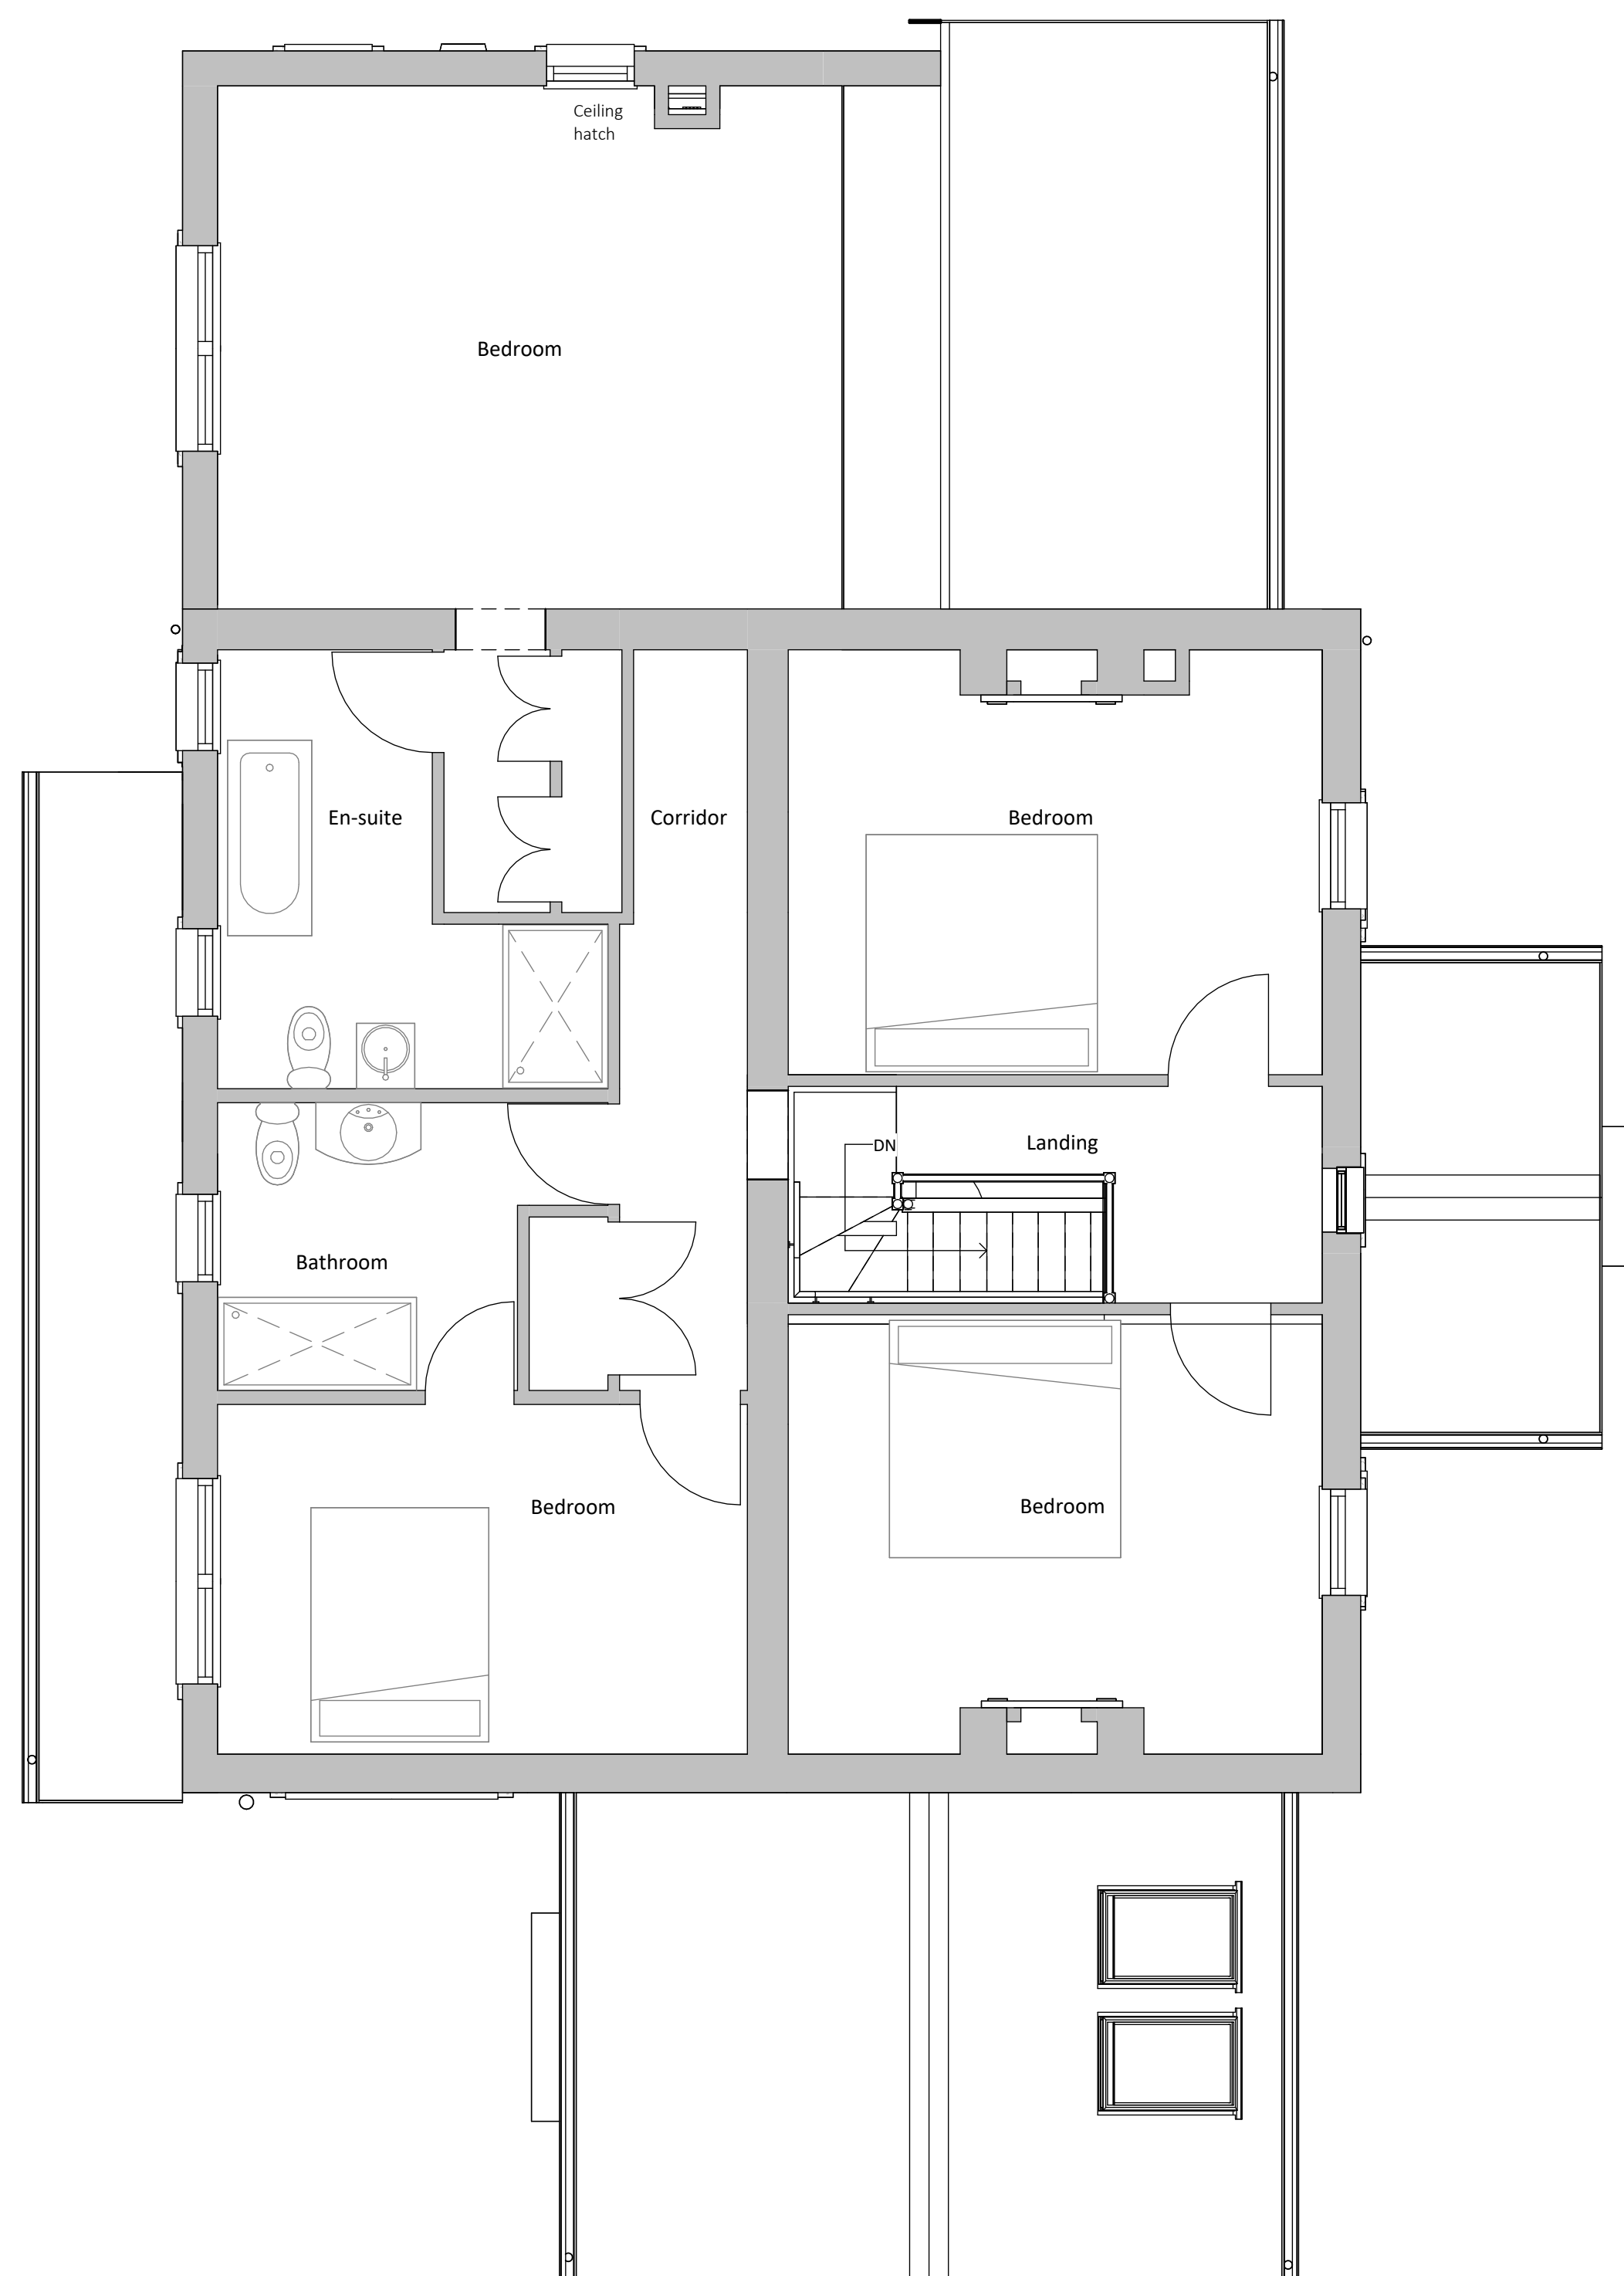 Ceiling
hatch
Bedroom
En-suite
Corridor
Bedroom
DN
Landing
Bathroom
Bedroom
Bedroom